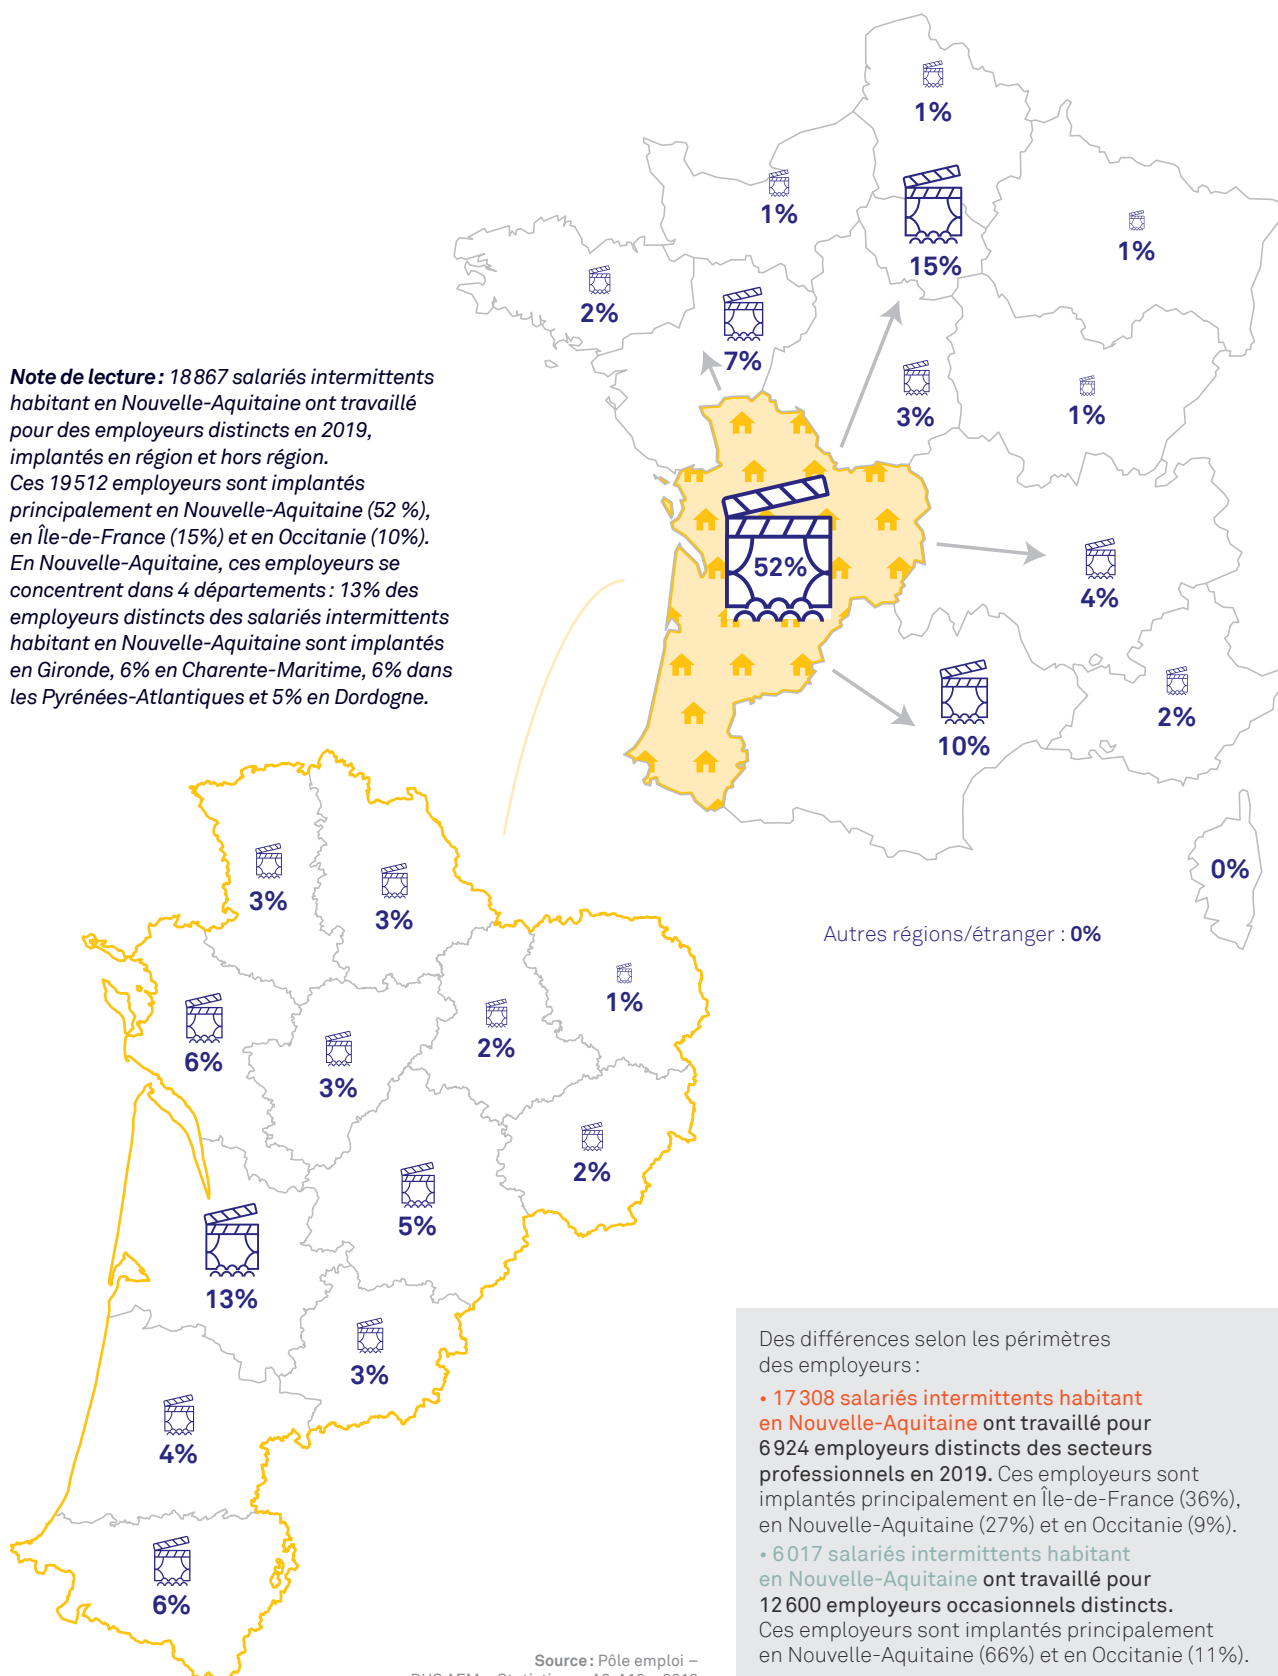 1%
1%
15%
1%
2%
7%
3%
1%
Note de lecture : 18 867 salariés intermittents
habitant en Nouvelle-Aquitaine ont travaillé
pour des employeurs distincts en 2019,
implantés en région et hors région.
Ces 19 512 employeurs sont implantés
principalement en Nouvelle-Aquitaine (52 %),
en Île-de-France (15%) et en Occitanie (10%).
En Nouvelle-Aquitaine, ces employeurs se
concentrent dans 4 départements : 13% des
employeurs distincts des salariés intermittents
habitant en Nouvelle-Aquitaine sont implantés
en Gironde, 6% en Charente-Maritime, 6% dans
les Pyrénées-Atlantiques et 5% en Dordogne.
52%
4%
2%
10%
0%
Autres régions/étranger : 0%
3%
3%
1%
6%
2%
3%
2%
5%
13%
3%
4%
6%
Des différences selon les périmètres
des employeurs :
• 17 308 salariés intermittents habitant
en Nouvelle-Aquitaine ont travaillé pour
6 924 employeurs distincts des secteurs
professionnels en 2019. Ces employeurs sont
implantés principalement en Île-de-France (36%),
en Nouvelle-Aquitaine (27%) et en Occitanie (9%).
• 6 017 salariés intermittents habitant
en Nouvelle-Aquitaine ont travaillé pour
12 600 employeurs occasionnels distincts.
Ces employeurs sont implantés principalement
en Nouvelle-Aquitaine (66%) et en Occitanie (11%).
Source : Pôle emploi –